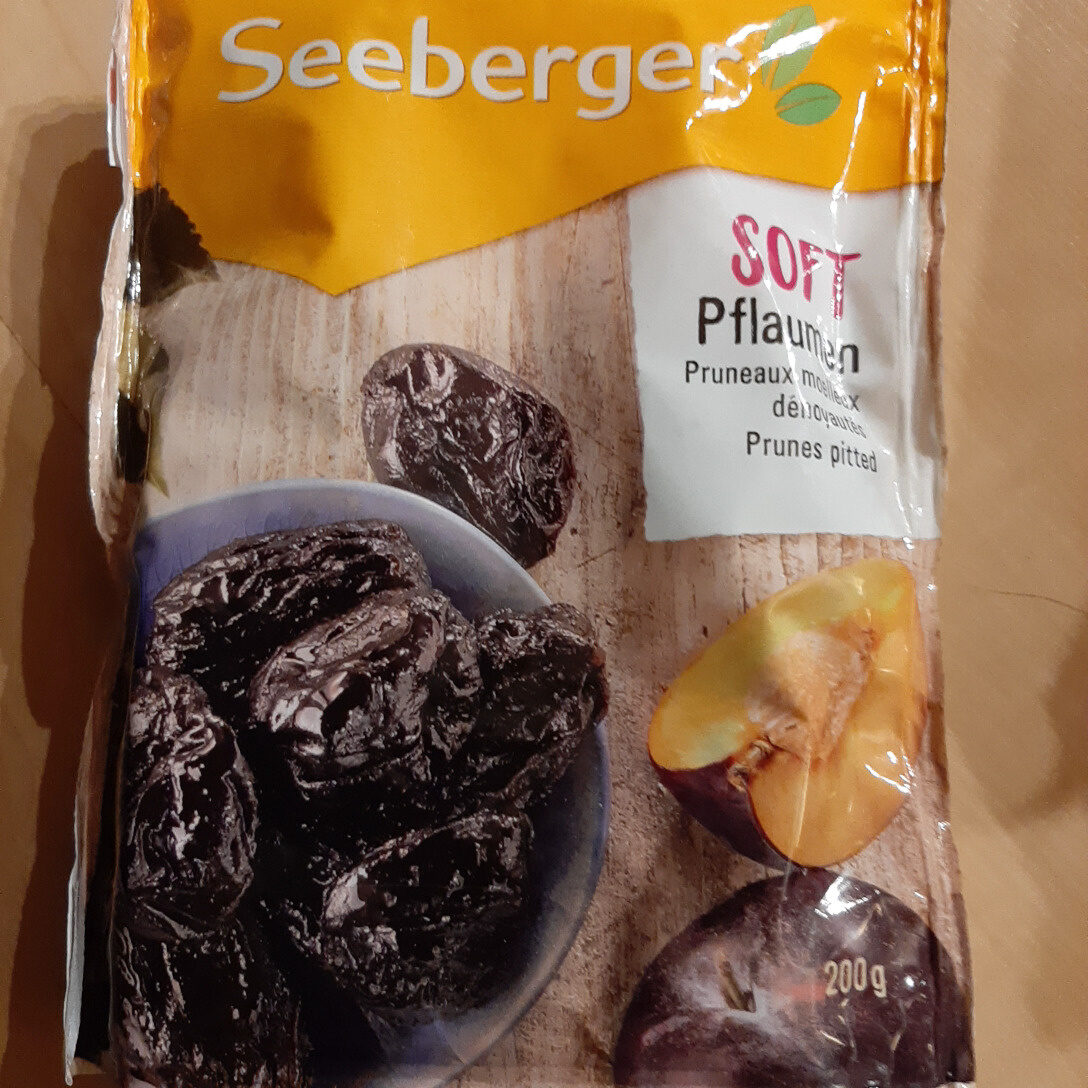 Seeberger
SOFT
Pflaumen
Pruneaux moelleux
dénoyautés
Prunes pitted
200g